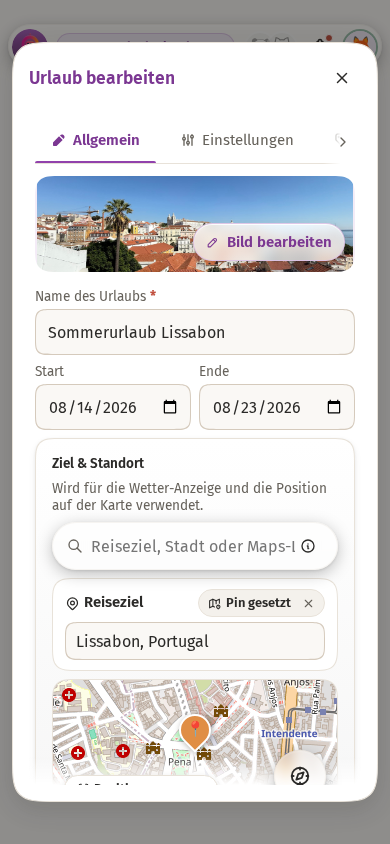 Urlaub bearbeiten
Allgemein
Einstellungen
Bild bearbeiten
Name des Urlaubs *
Sommerurlaub Lissabon
Start
Ende
08/14/2026
08/23/2026
Ziel & Standort
Wird für die Wetter-Anzeige und die Position
auf der Karte verwendet.
Reiseziel, Stadt oder Maps-L
Reiseziel
Pin gesetzt
Lissabon, Portugal
Anjos
Rua Palm
Intendente
Pena